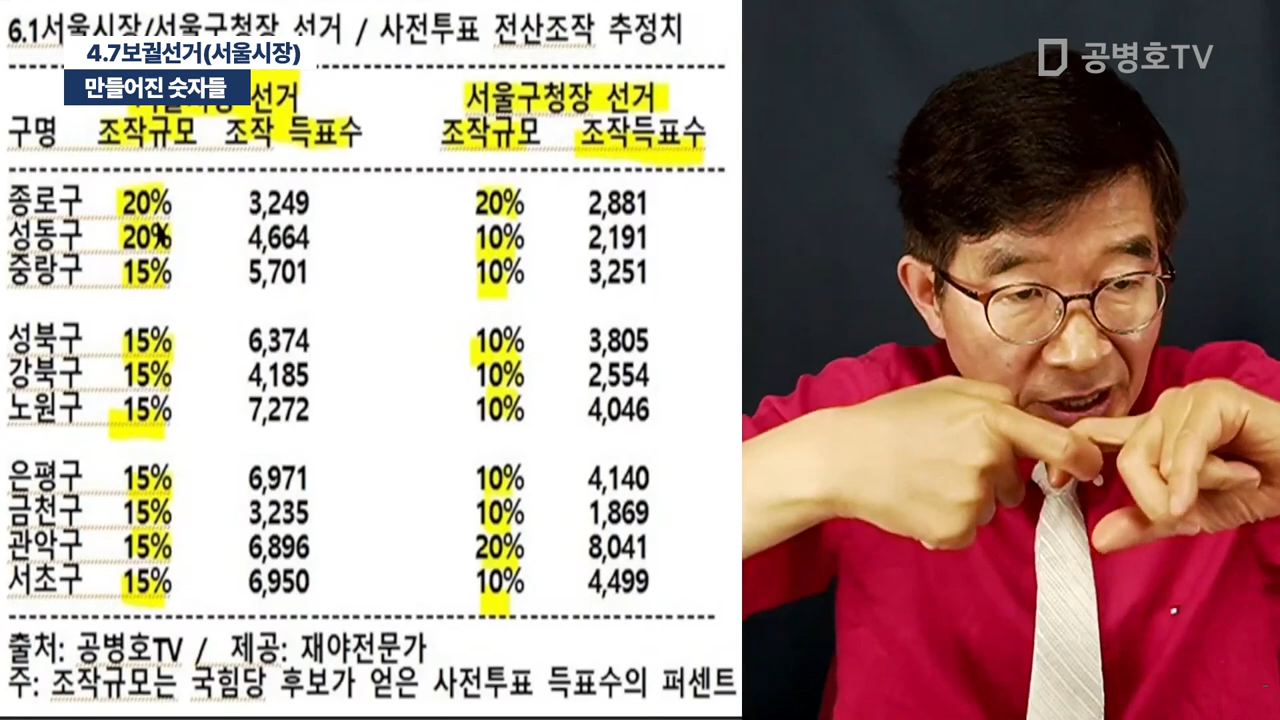 6.1서울시장/서울구청장 선거 / 사전투표 전산조작 추정치
4.7보궐선거(서울시장)
만들어진 숫자들
공병호TV
선거 서울구청장 선거
구명 조작규모 조작 득표수 조작규모 조작득표수
종로구 20% 3,249 20% 2,881
성동구 20% 4,664 10% 2,191
중랑구 15% 5,701 10% 3,251
성북구 15% 6,374 10% 3,805
강북구 15% 4,185 10% 2,554
노원구 15% 7,272 10% 4,046
은평구 15% 6,971 10% 4,140
금천구 15% 3,235 10% 1,869
관악구 15% 6,896 20% 8,041
서초구 15% 6,950 10% 4,499
출처: 공병호TV / 제공: 재야전문가
주: 조작규모는 국힘당 후보가 얻은 사전투표 득표수의 퍼센트